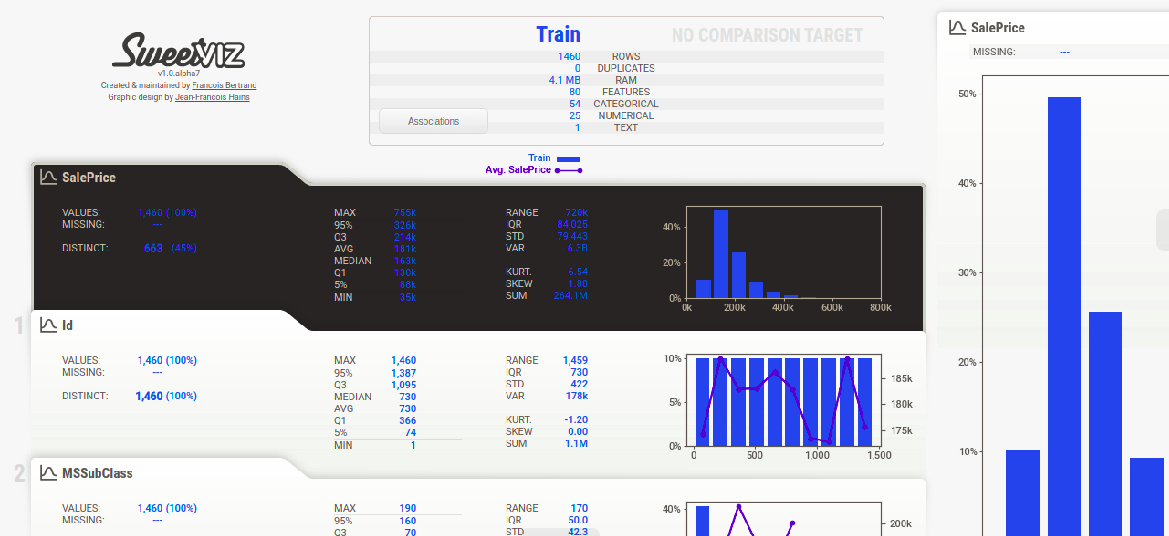 SweetVIZ
v1.0.alpha7
Created & maintained by Francois Bertrand
Graphic design by Jean-Francois Hains
Train NO COMPARISON TARGET
1460 ROWS
0 DUPLICATES
4.1 MB RAM
80 FEATURES
54 CATEGORICAL
25 NUMERICAL
1 TEXT
Associations
Train
Avg. SalePrice
SalePrice
VALUES: 1,460 (100%)
MISSING: ---
DISTINCT: 663 (45%)
MAX 755k
95% 326k
Q3 214k
AVG 181k
MEDIAN 163k
Q1 130k
5% 88k
MIN 35k
RANGE 720k
IQR 84,025
STD 79,443
VAR 6.3B
KURT. 6.54
SKEW 1.88
SUM 264.1M
40%
20%
0%
0k 200k 400k 600k 800k
1
Id
VALUES: 1,460 (100%)
MISSING: ---
DISTINCT: 1,460 (100%)
MAX 1,460
95% 1,387
Q3 1,095
MEDIAN 730
AVG 730
Q1 366
5% 74
MIN 1
RANGE 1,459
IQR 730
STD 422
VAR 178k
KURT. -1.20
SKEW 0.00
SUM 1.1M
10%
5%
0%
0 500 1,000 1,500
185k
180k
175k
2
MSSubClass
VALUES: 1,460 (100%)
MISSING: ---
MAX 190
95% 160
Q3 70
RANGE 170
IQR 50.0
STD 42.3
40%
200k
SalePrice
MISSING: ---
50%
40%
30%
20%
10%